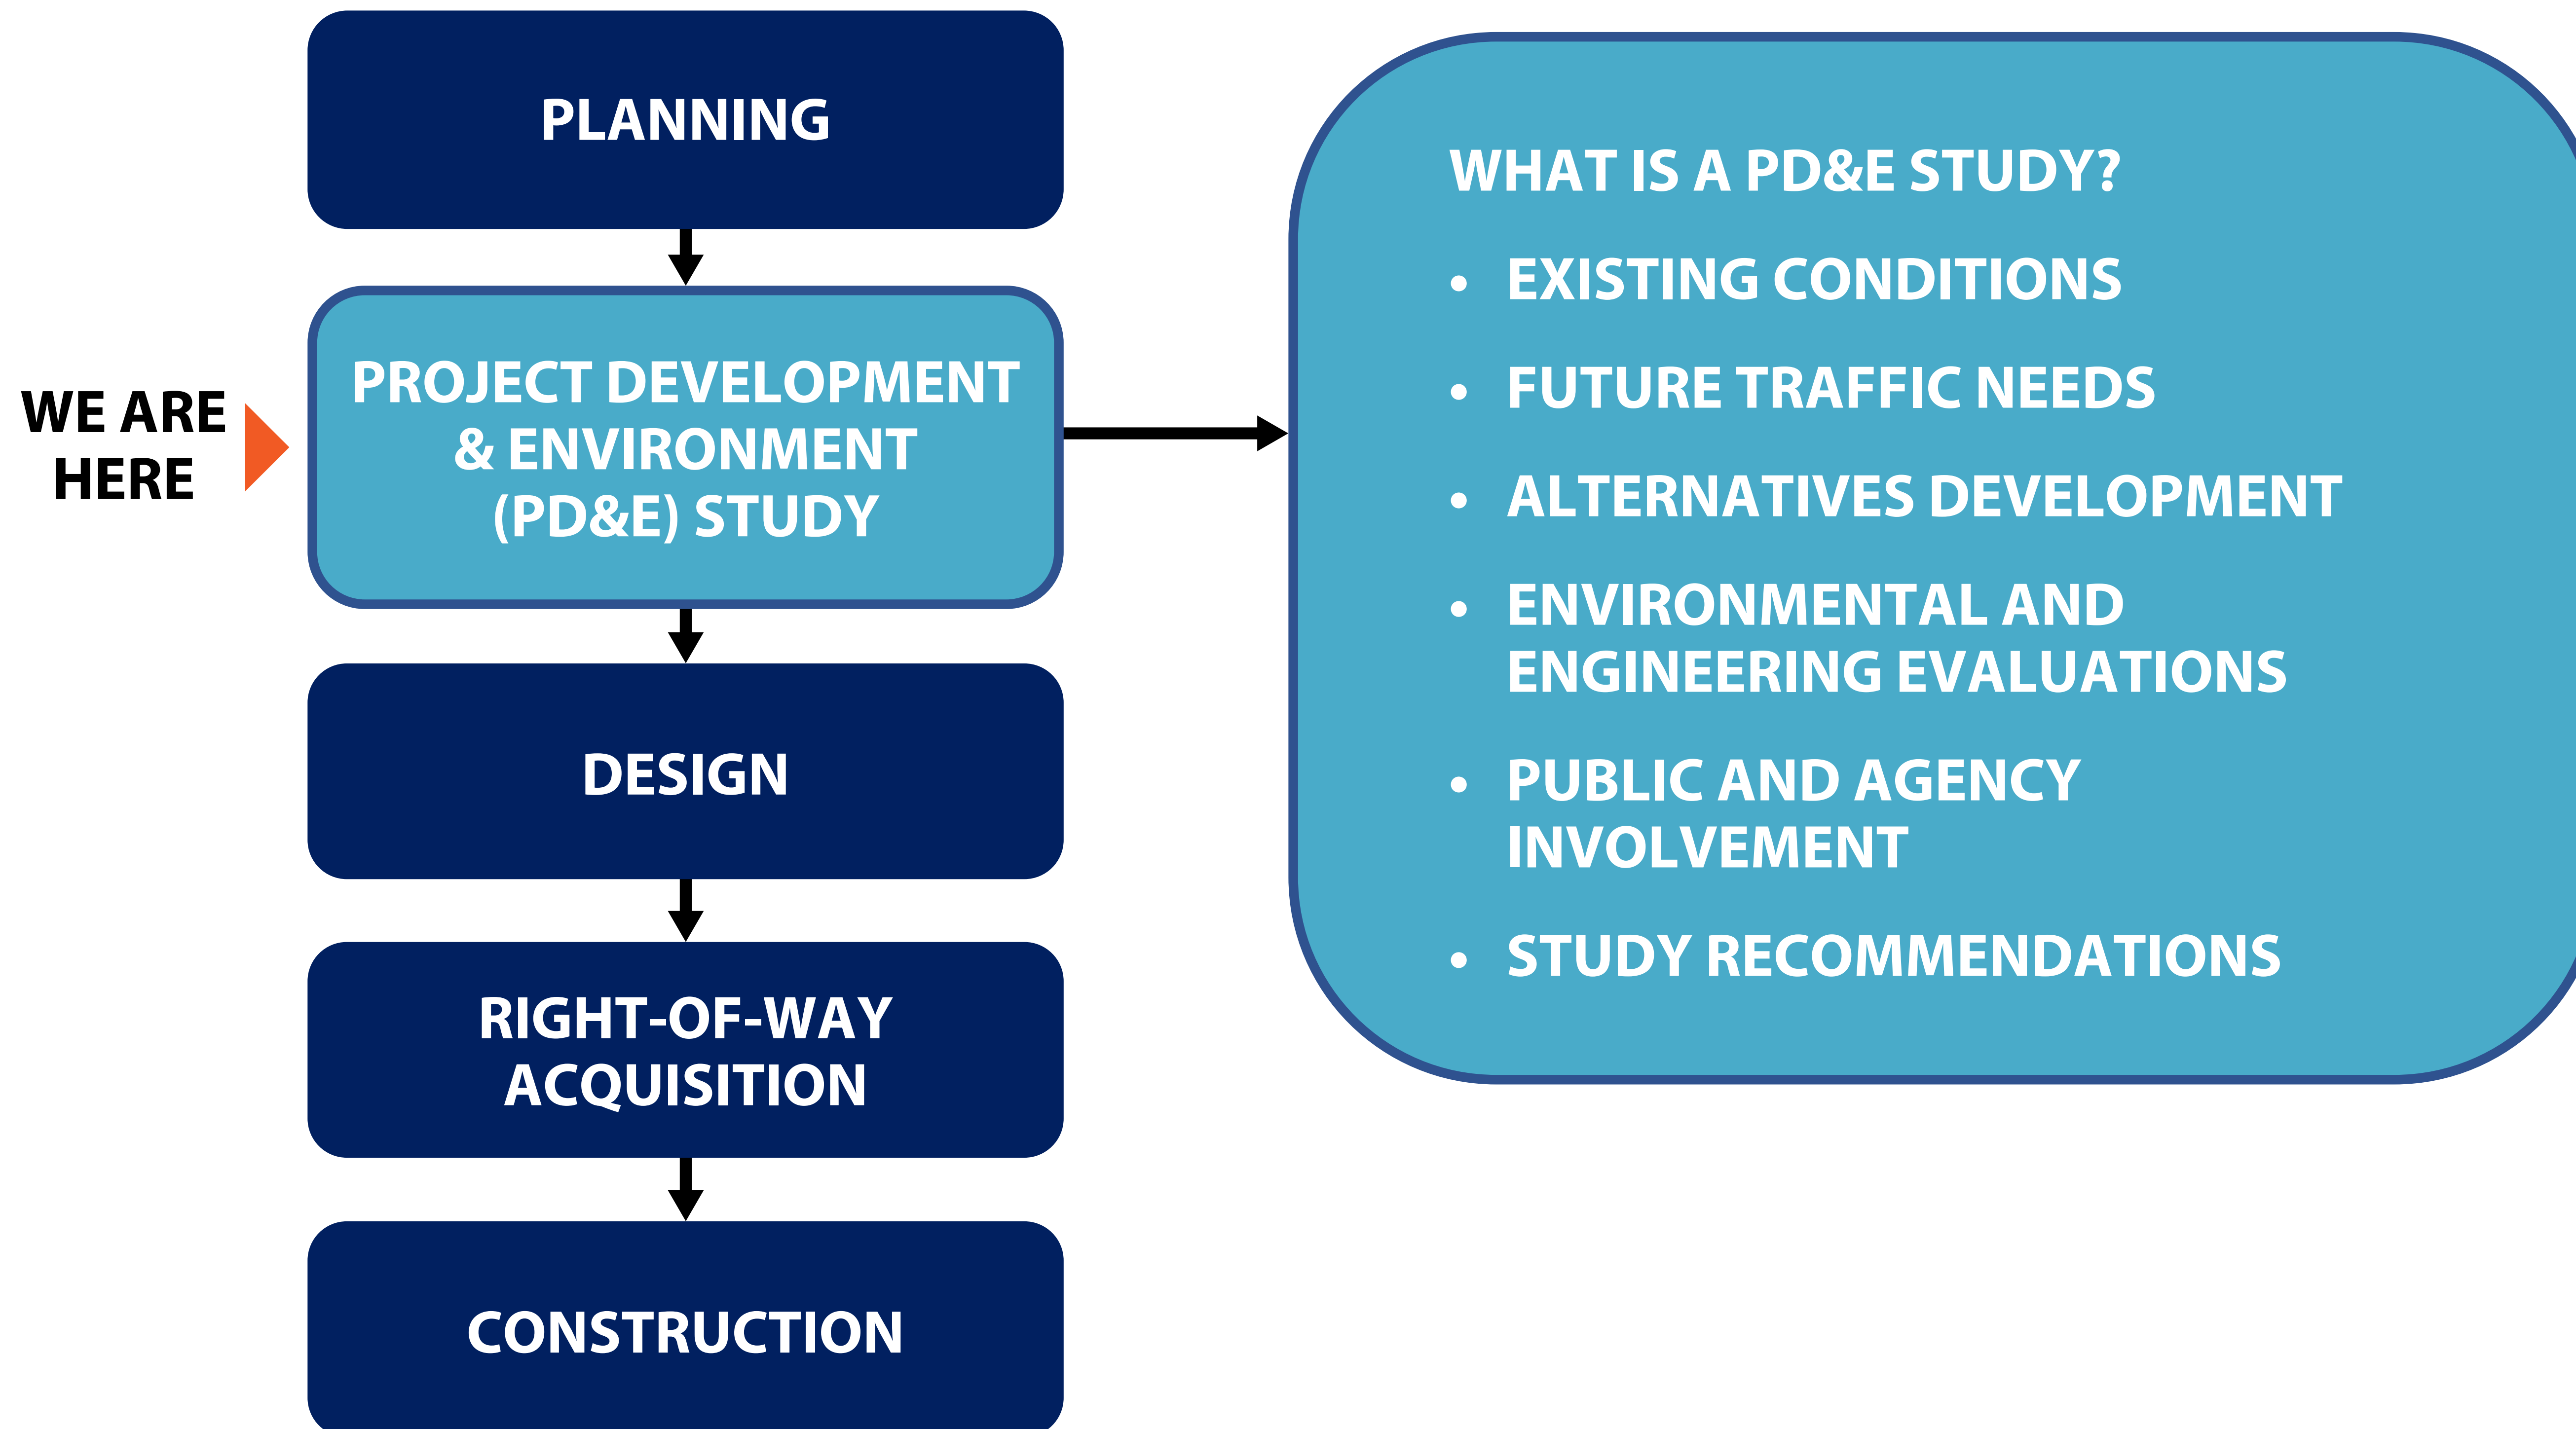 PLANNING
WE ARE
HERE
PROJECT DEVELOPMENT
& ENVIRONMENT
(PD&E) STUDY
DESIGN
RIGHT-OF-WAY
ACQUISITION
CONSTRUCTION
WHAT IS A PD&E STUDY?
• EXISTING CONDITIONS
• FUTURE TRAFFIC NEEDS
• ALTERNATIVES DEVELOPMENT
• ENVIRONMENTAL AND
ENGINEERING EVALUATIONS
• PUBLIC AND AGENCY
INVOLVEMENT
• STUDY RECOMMENDATIONS